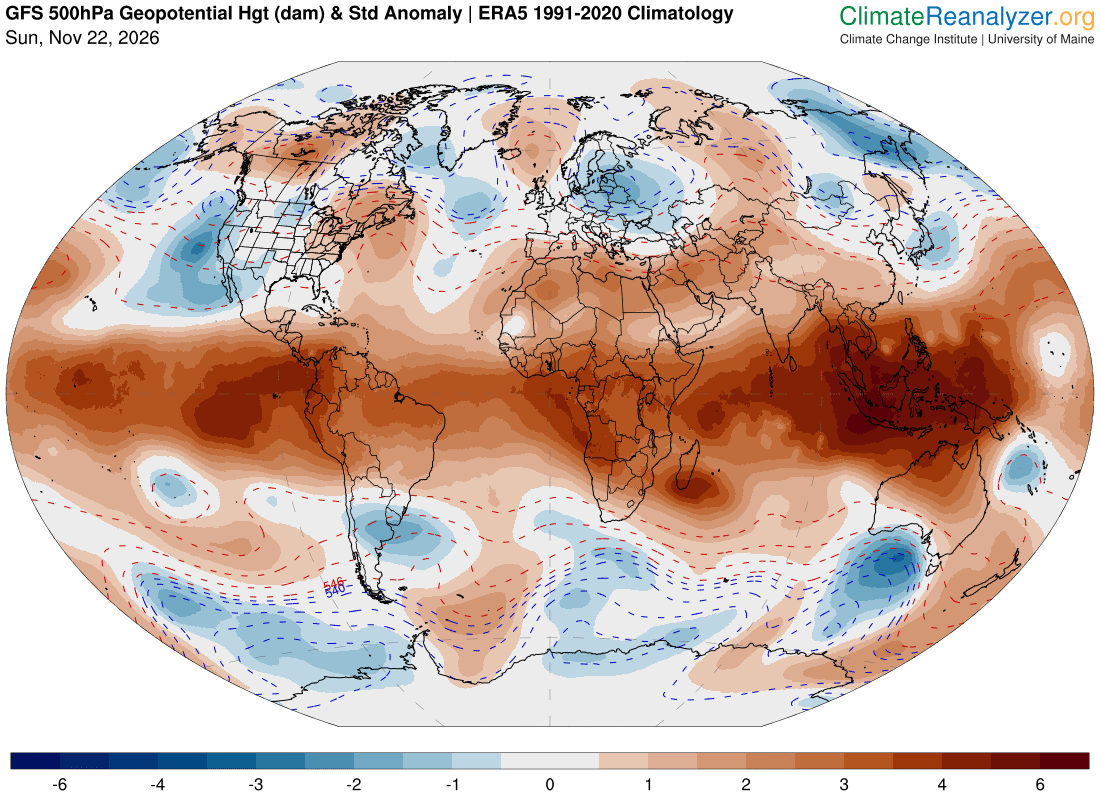 GFS 500hPa Geopotential Hgt (dam) & Std Anomaly | ERA5 1991-2020 Climatology
Sun, Nov 22, 2026
ClimateReanalyzer.org
Climate Change Institute | University of Maine
546
540
-6 -4 -3 -2 -1 0 1 2 3 4 6